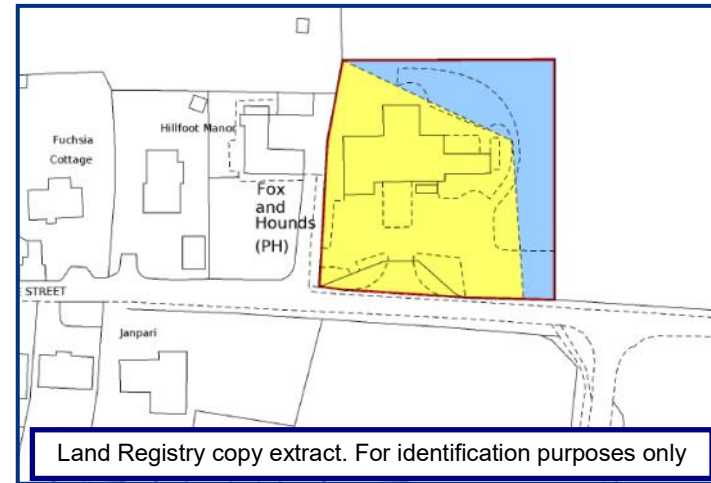 Hillfoot Manor
Fuchsia
Cottage
Fox
and
Hounds
(PH)
E STREET
Janpari
Land Registry copy extract. For identification purposes only